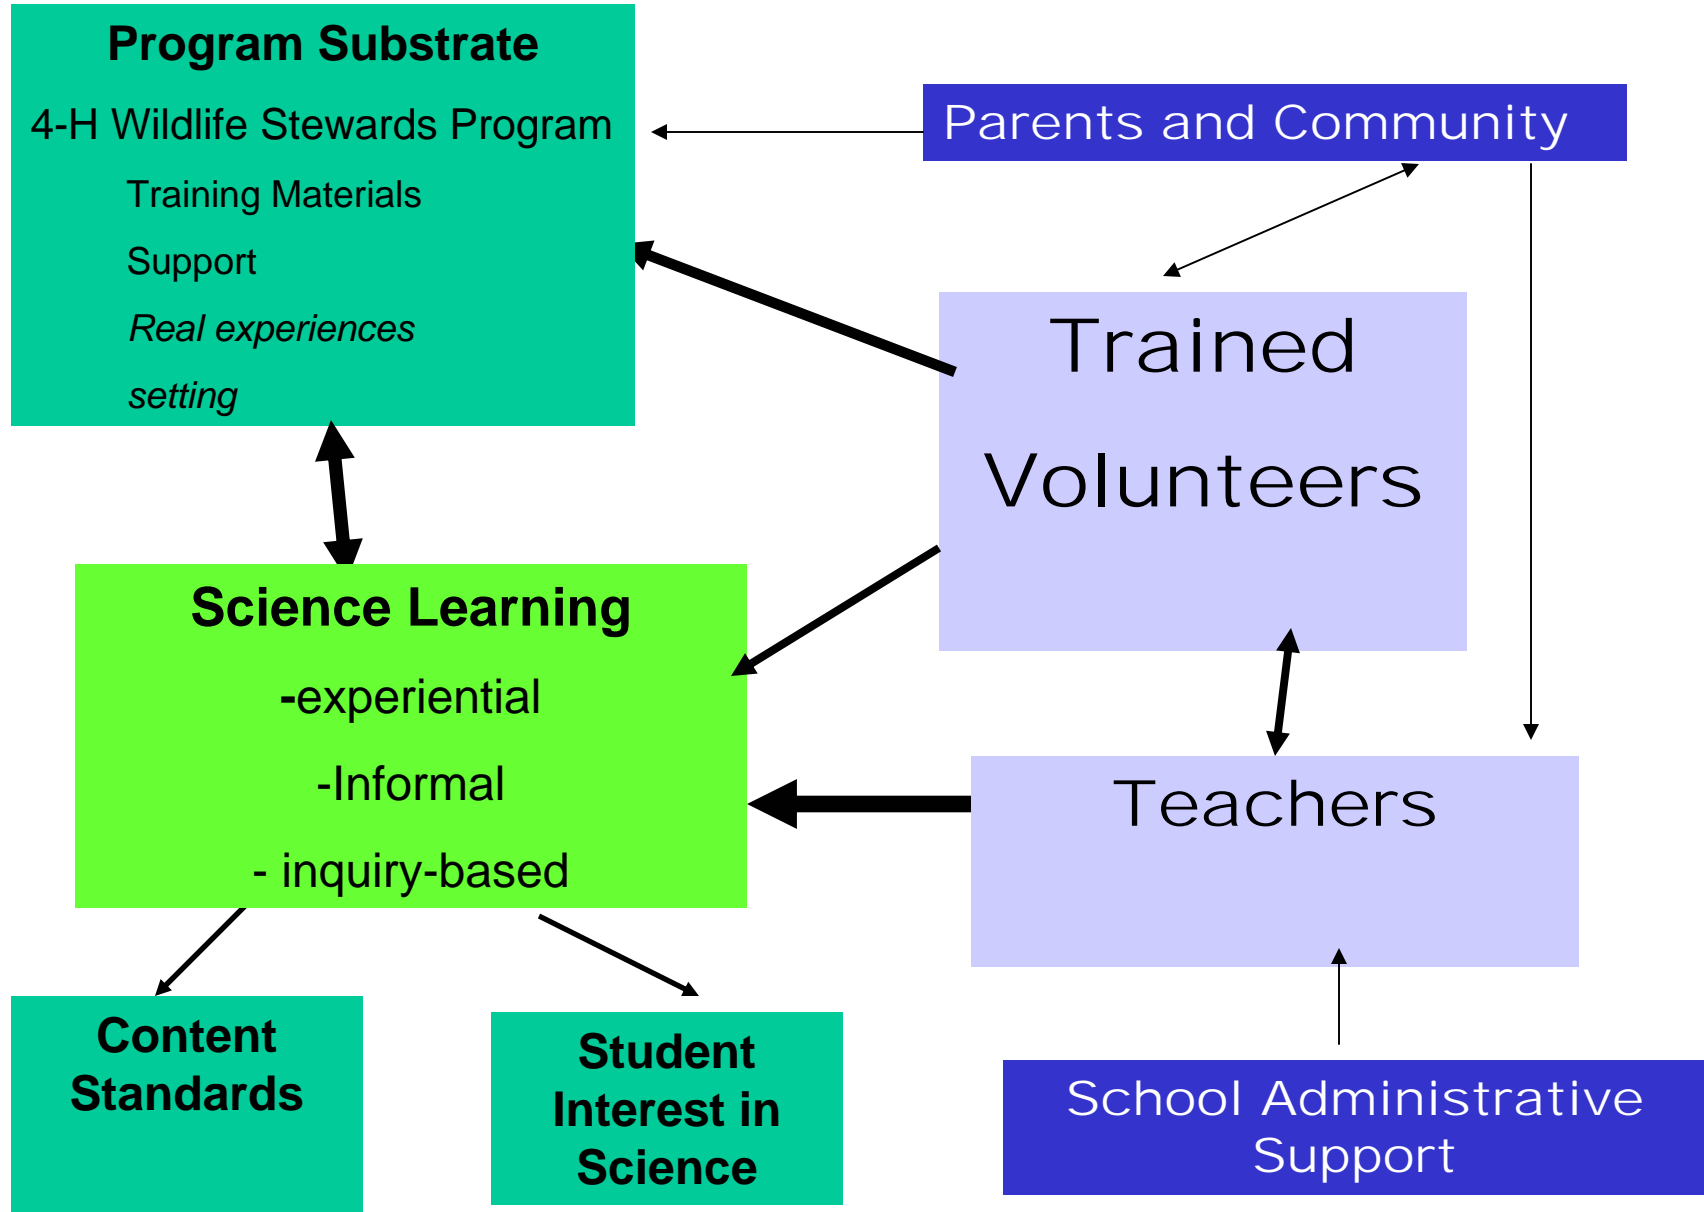 Program Substrate
4-H Wildlife Stewards Program
Training Materials
Support
Real experiences
setting
Parents and Community
Trained
Volunteers
Science Learning
-experiential
-Informal
- inquiry-based
Teachers
Content
Standards
Student
Interest in
Science
School Administrative
Support